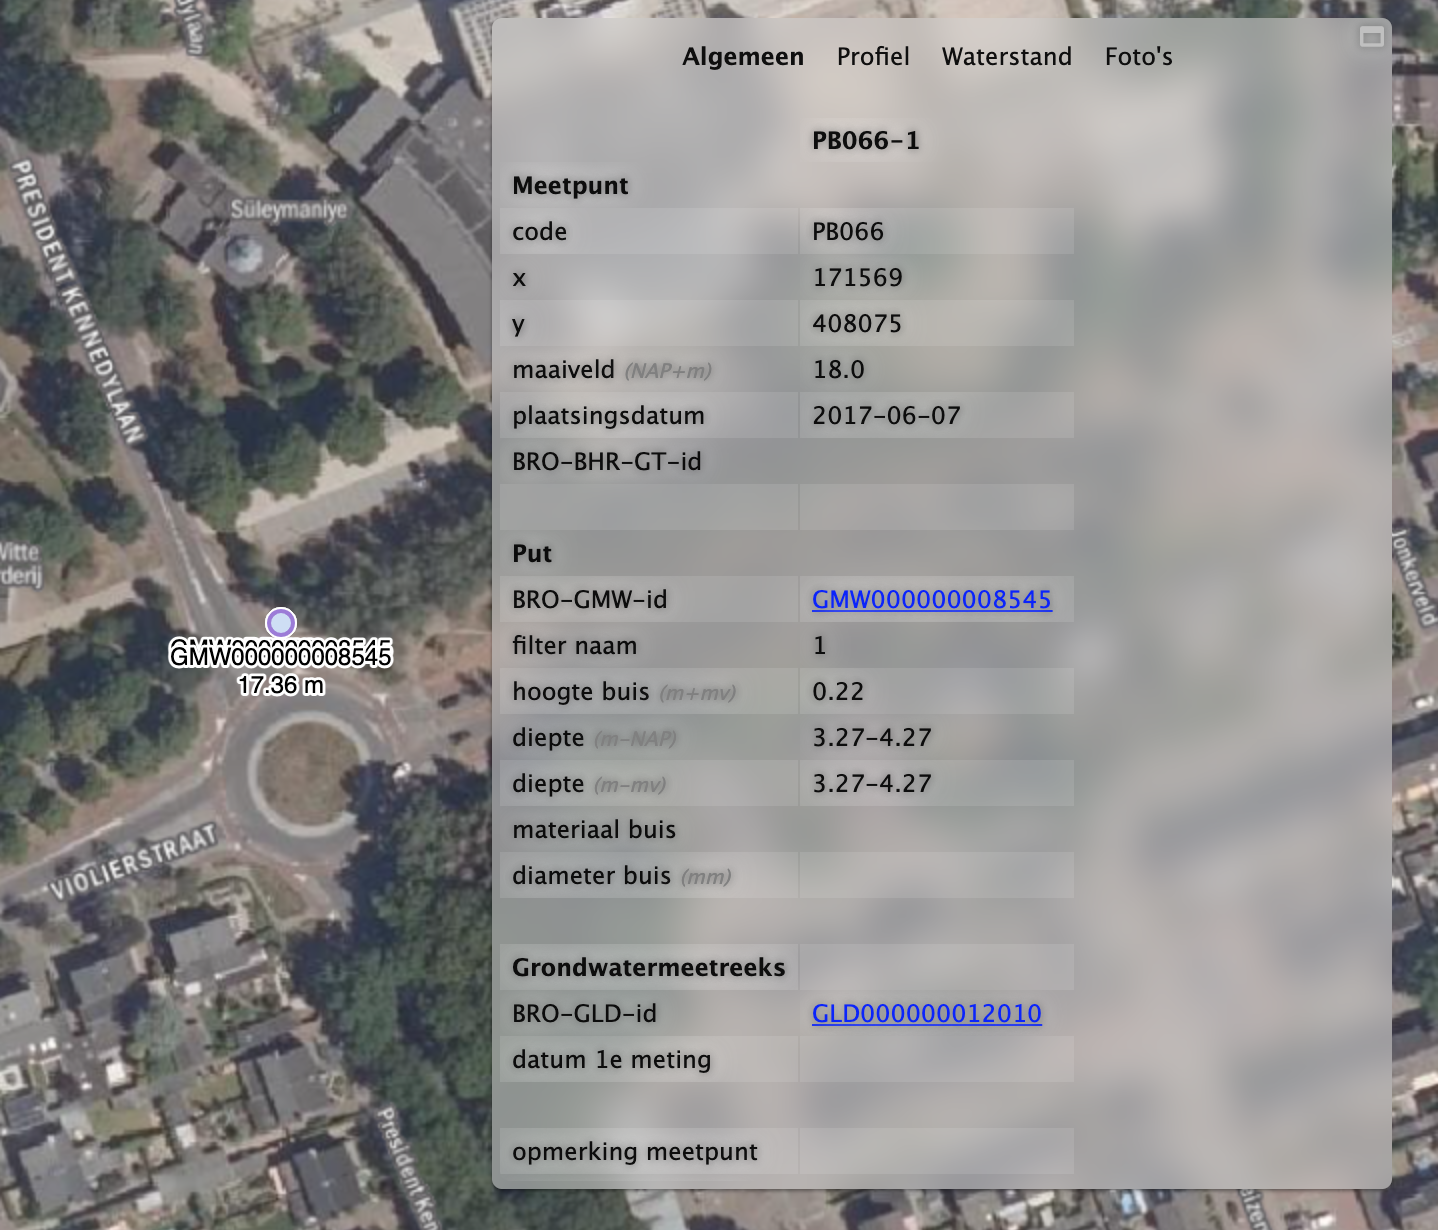 Algemeen Profiel Waterstand Foto's
PB066-1
Meetpunt
code PB066
x 171569
y 408075
maaiveld (NAP+m) 18.0
plaatsingsdatum 2017-06-07
BRO-BHR-GT-id
Put
BRO-GMW-id GMW000000008545
filter naam 1
hoogte buis (m+mv) 0.22
diepte (m-NAP) 3.27-4.27
diepte (m-mv) 3.27-4.27
materiaal buis
diameter buis (mm)
Grondwatermeetreeks
BRO-GLD-id GLD000000012010
datum 1e meting
opmerking meetpunt
PRESIDENT KENNEDYLAAN
Süleymaniye
Witte
derij
GMW000000008545
17.36 m
VIOLIERSTRAAT
President Ken
Jonkerveld